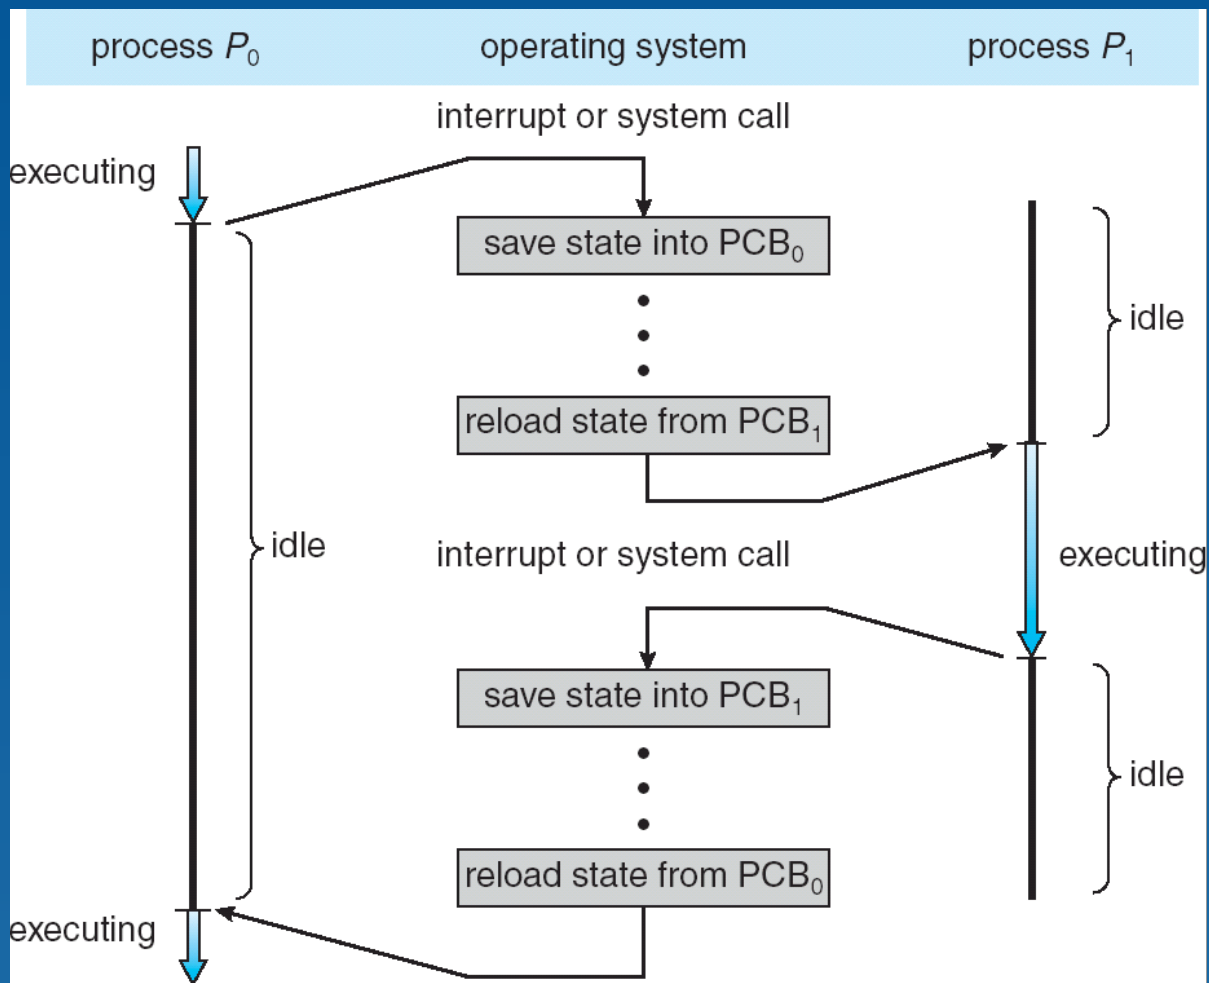 process P₀ operating system process P₁
interrupt or system call
executing
save state into PCB₀
idle
reload state from PCB₁
idle
interrupt or system call
executing
save state into PCB₁
idle
reload state from PCB₀
executing